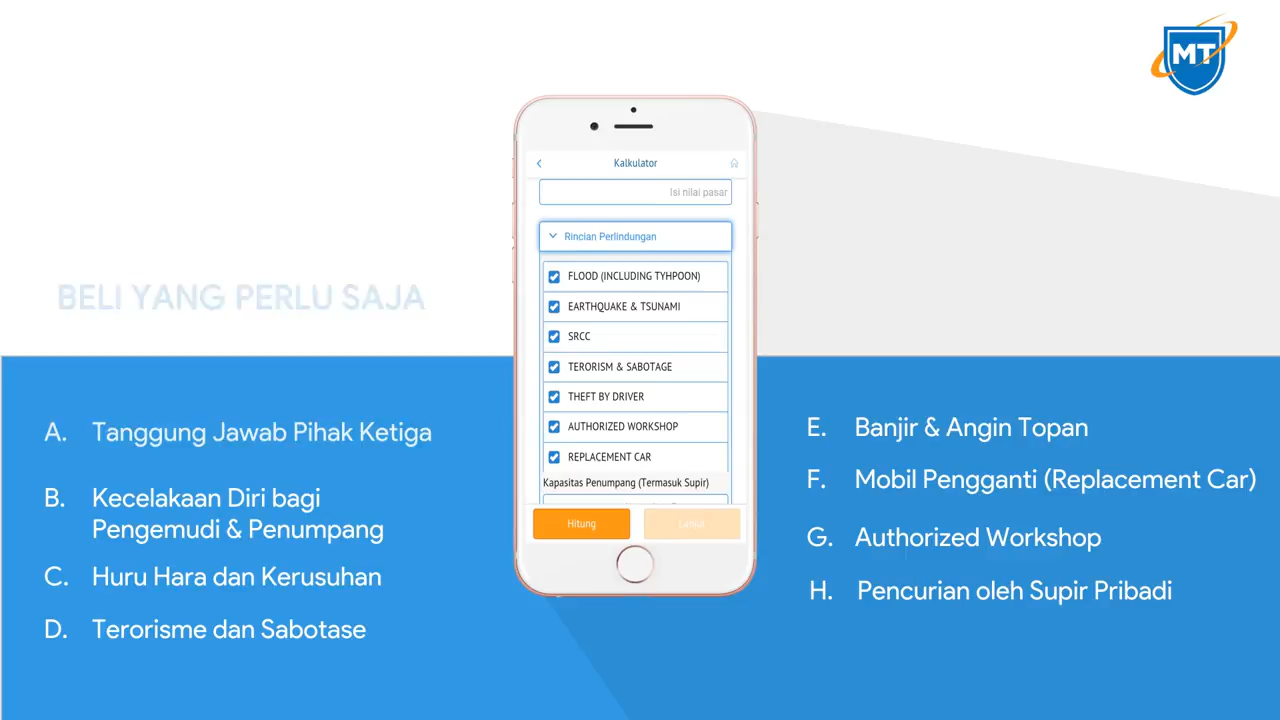 MT
Kalkulator
Isi nilai pasar
Rincian Perlindungan
FLOOD (INCLUDING TYHPOON)
EARTHQUAKE & TSUNAMI
SRCC
TERORISM & SABOTAGE
THEFT BY DRIVER
AUTHORIZED WORKSHOP
REPLACEMENT CAR
Kapasitas Penumpang (Termasuk Supir)
Hitung
Lanjut
BELI YANG PERLU SAJA
A. Tanggung Jawab Pihak Ketiga
B. Kecelakaan Diri bagi
Pengemudi & Penumpang
C. Huru Hara dan Kerusuhan
D. Terorisme dan Sabotase
E. Banjir & Angin Topan
F. Mobil Pengganti (Replacement Car)
G. Authorized Workshop
H. Pencurian oleh Supir Pribadi